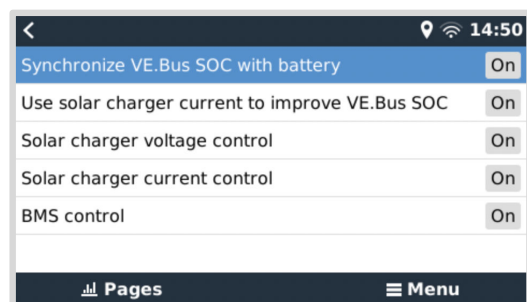 14:50
Synchronize VE.Bus SOC with battery On
Use solar charger current to improve VE.Bus SOC On
Solar charger voltage control On
Solar charger current control On
BMS control On
Pages Menu